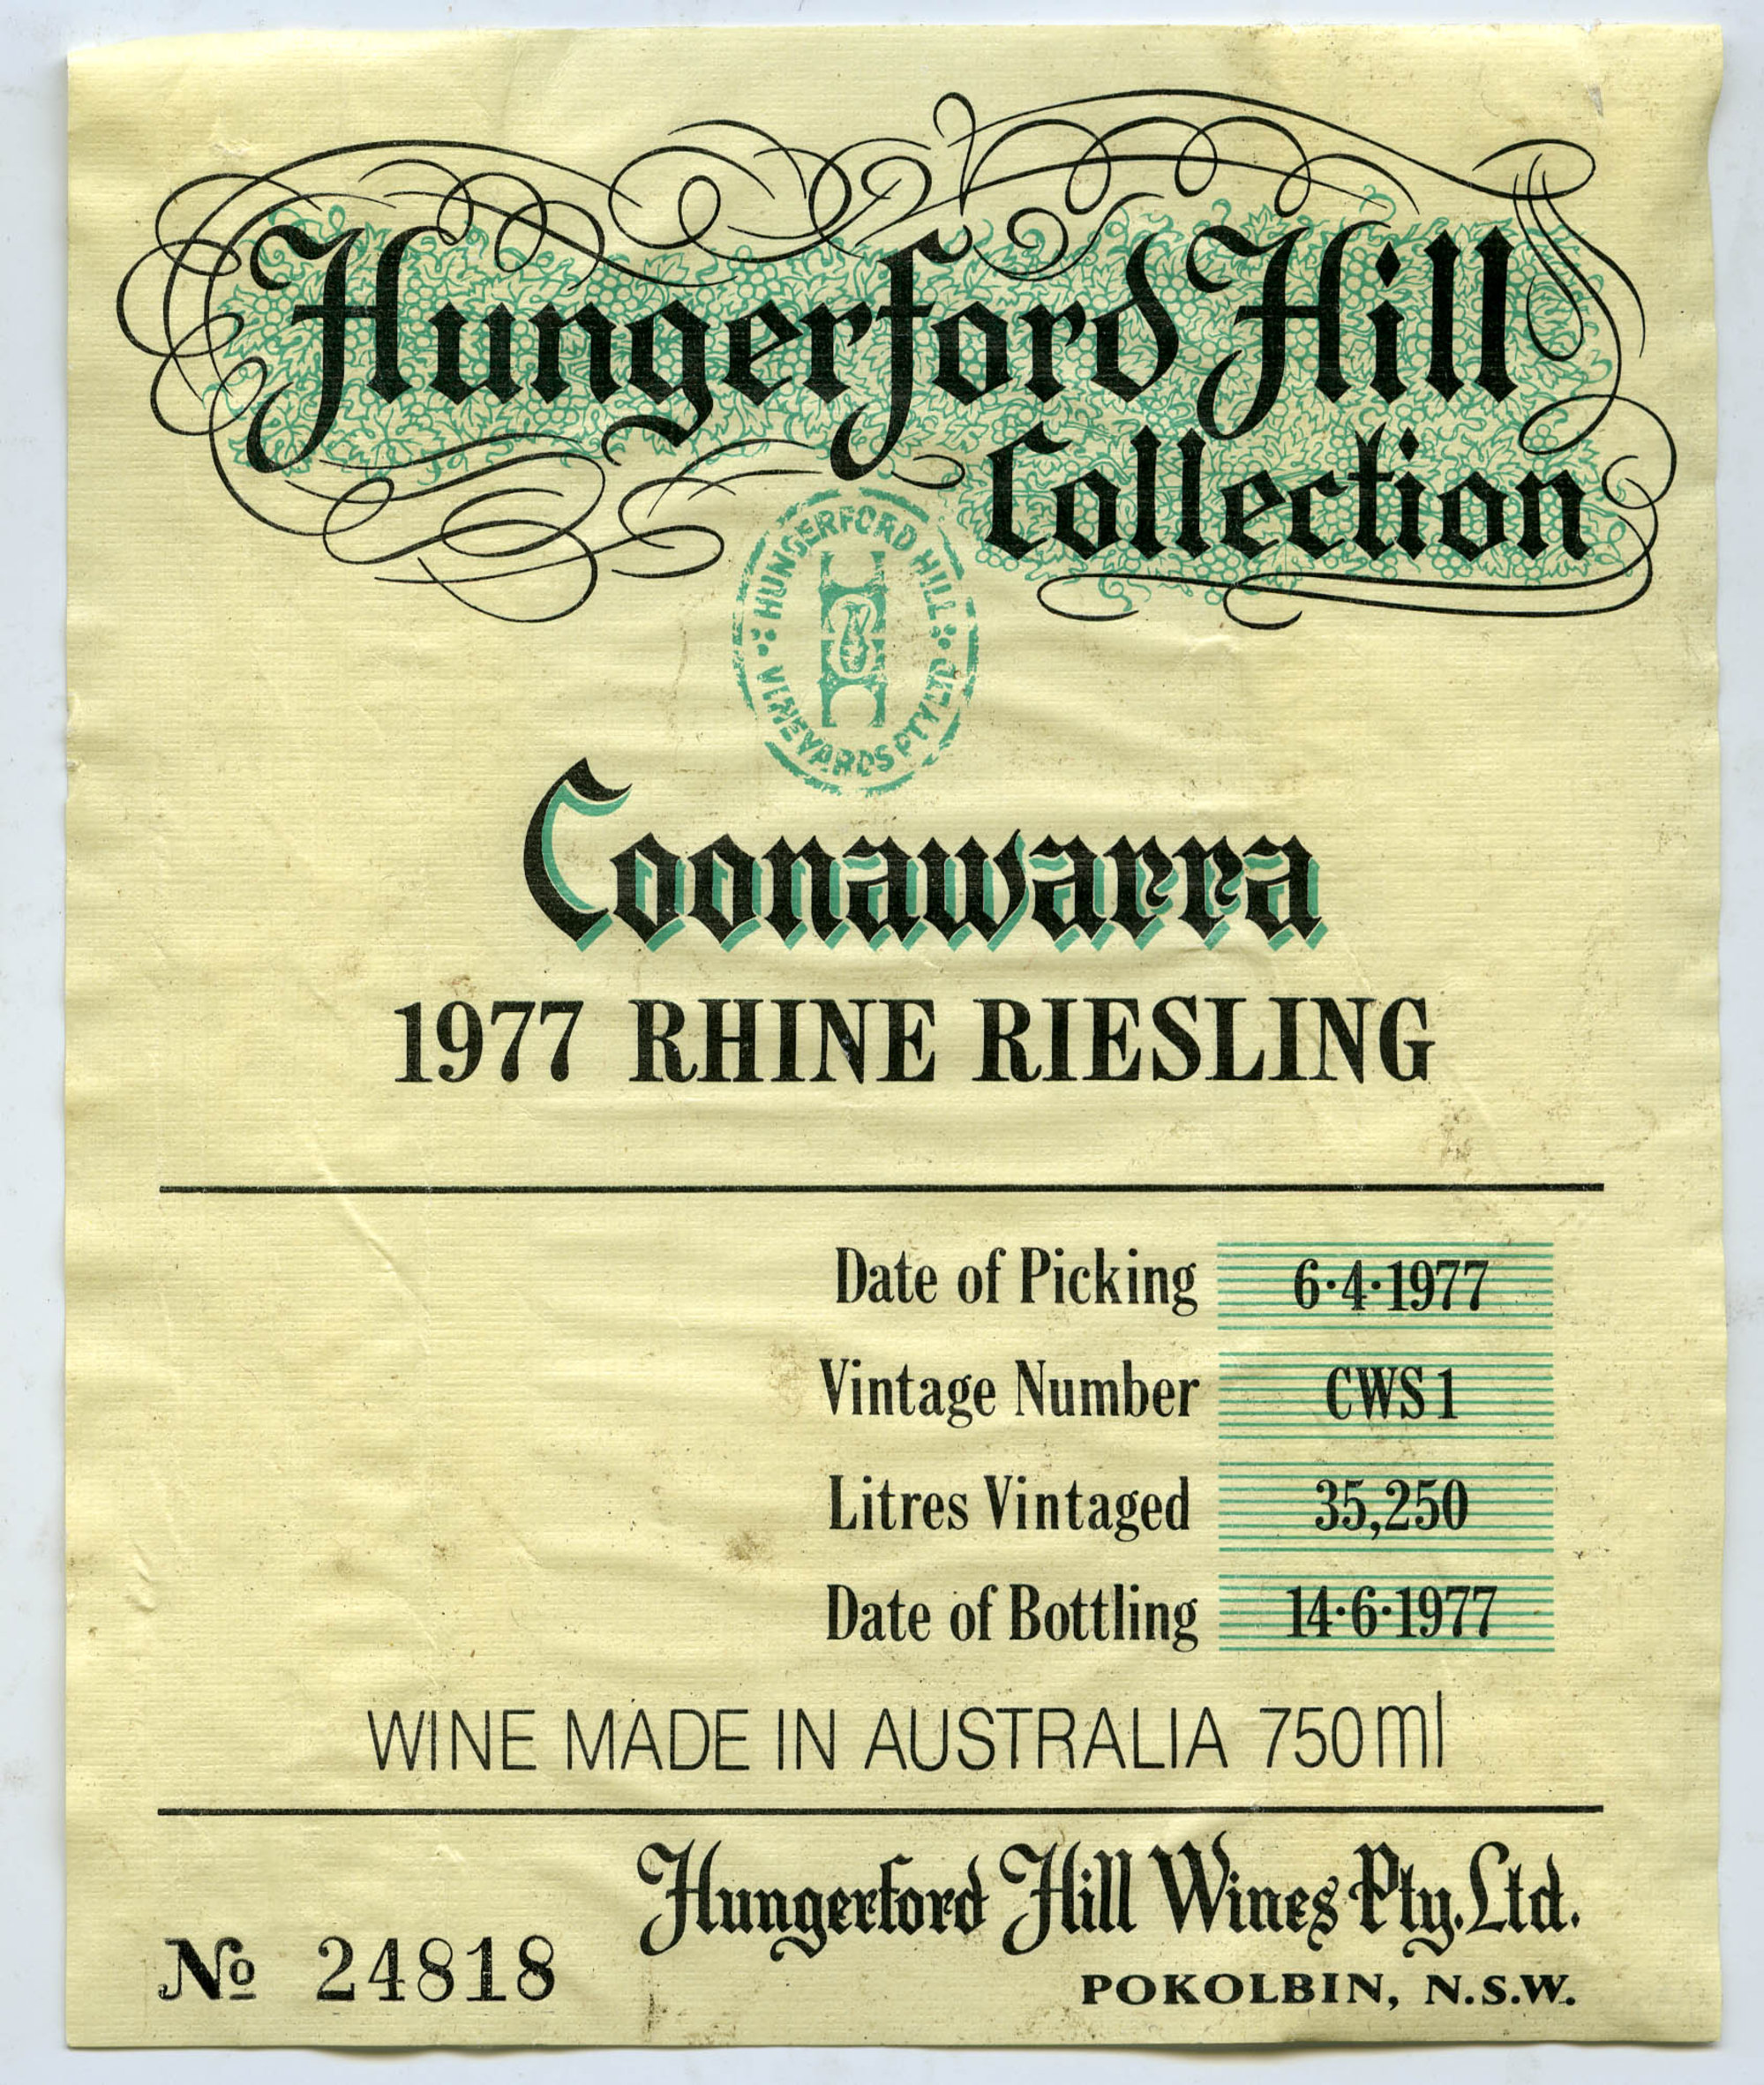 Hungerford Hill
Collection
HUNGERFORD HILL
VINEYARDS PTY LTD
Coonawarra
1977 RHINE RIESLING
Date of Picking 6·4·1977
Vintage Number CWS1
Litres Vintaged 35,250
Date of Bottling 14·6·1977
WINE MADE IN AUSTRALIA 750ml
Hungerford Hill Wines Pty. Ltd.
No 24818
POKOLBIN, N.S.W.